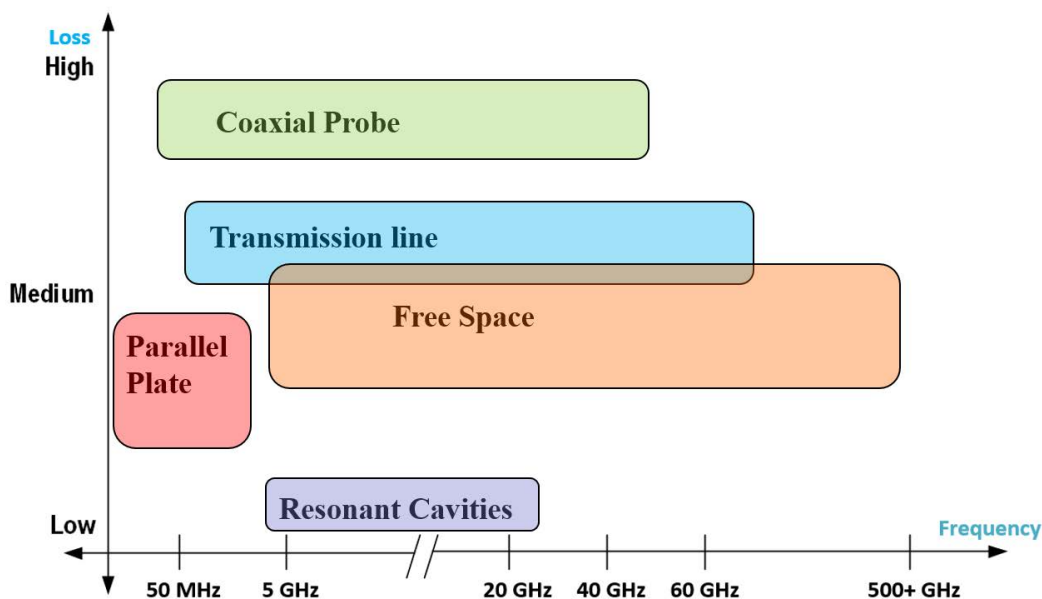 Loss
High
Coaxial Probe
Transmission line
Medium
Free Space
Parallel
Plate
Resonant Cavities
Low
Frequency
50 MHz
5 GHz
20 GHz
40 GHz
60 GHz
500+ GHz